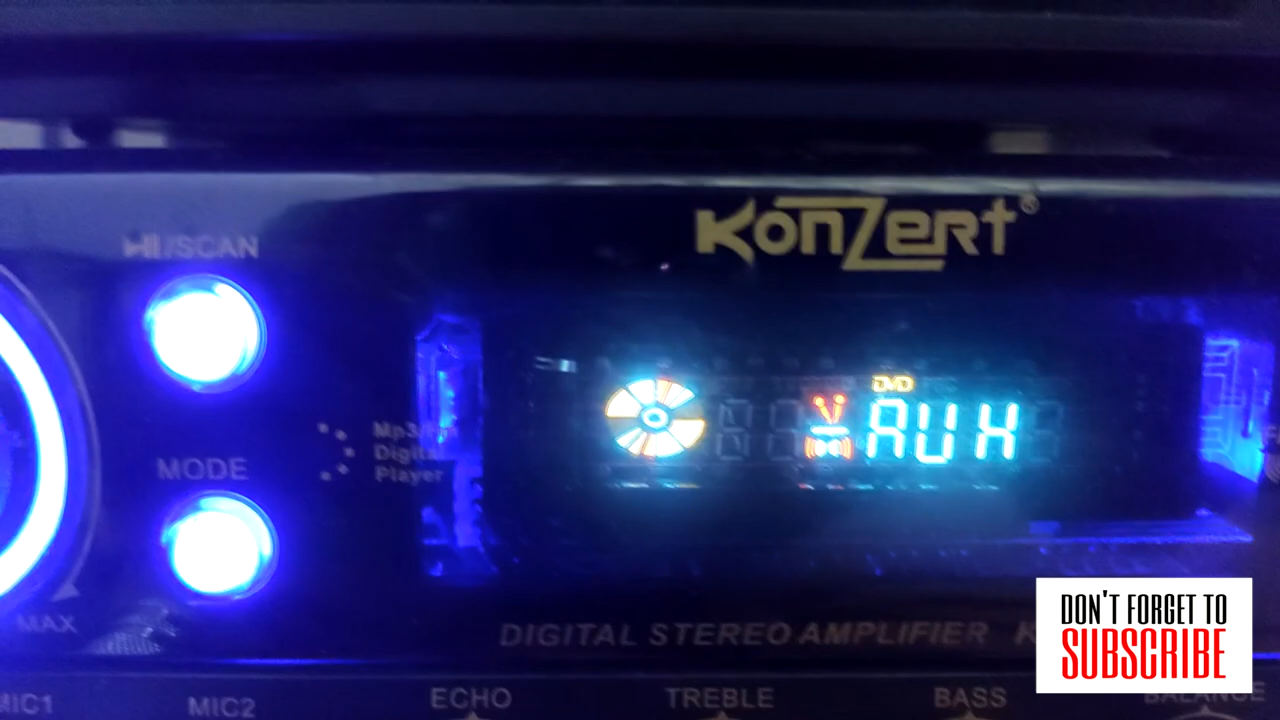 KonZert®
/SCAN
DVD
AUX
MODE
Mp3/
Digital
Player
MAX
DIGITAL STEREO AMPLIFIER K
DON'T FORGET TO
SUBSCRIBE
MIC1
MIC2
ECHO
TREBLE
BASS
BALANCE